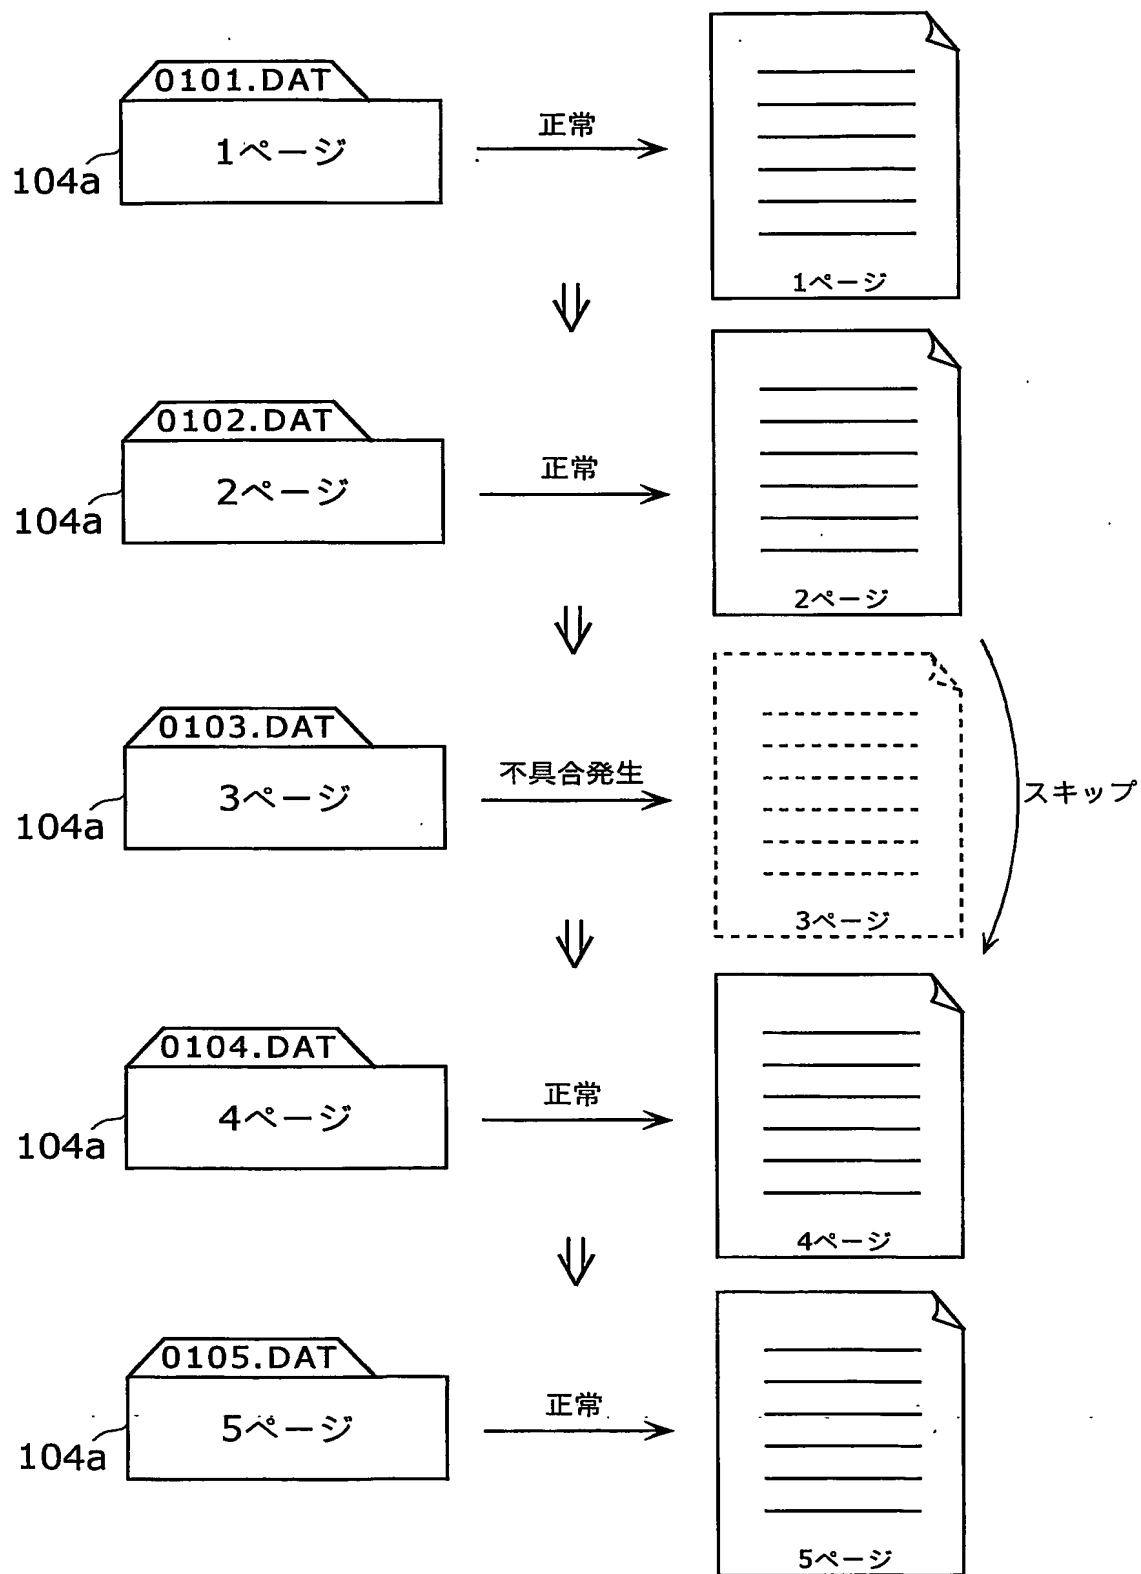 0101.DAT
1ページ
104a
正常
1ページ
0102.DAT
2ページ
104a
正常
2ページ
0103.DAT
3ページ
104a
不具合発生
3ページ
スキップ
0104.DAT
4ページ
104a
正常
4ページ
0105.DAT
5ページ
104a
正常
5ページ